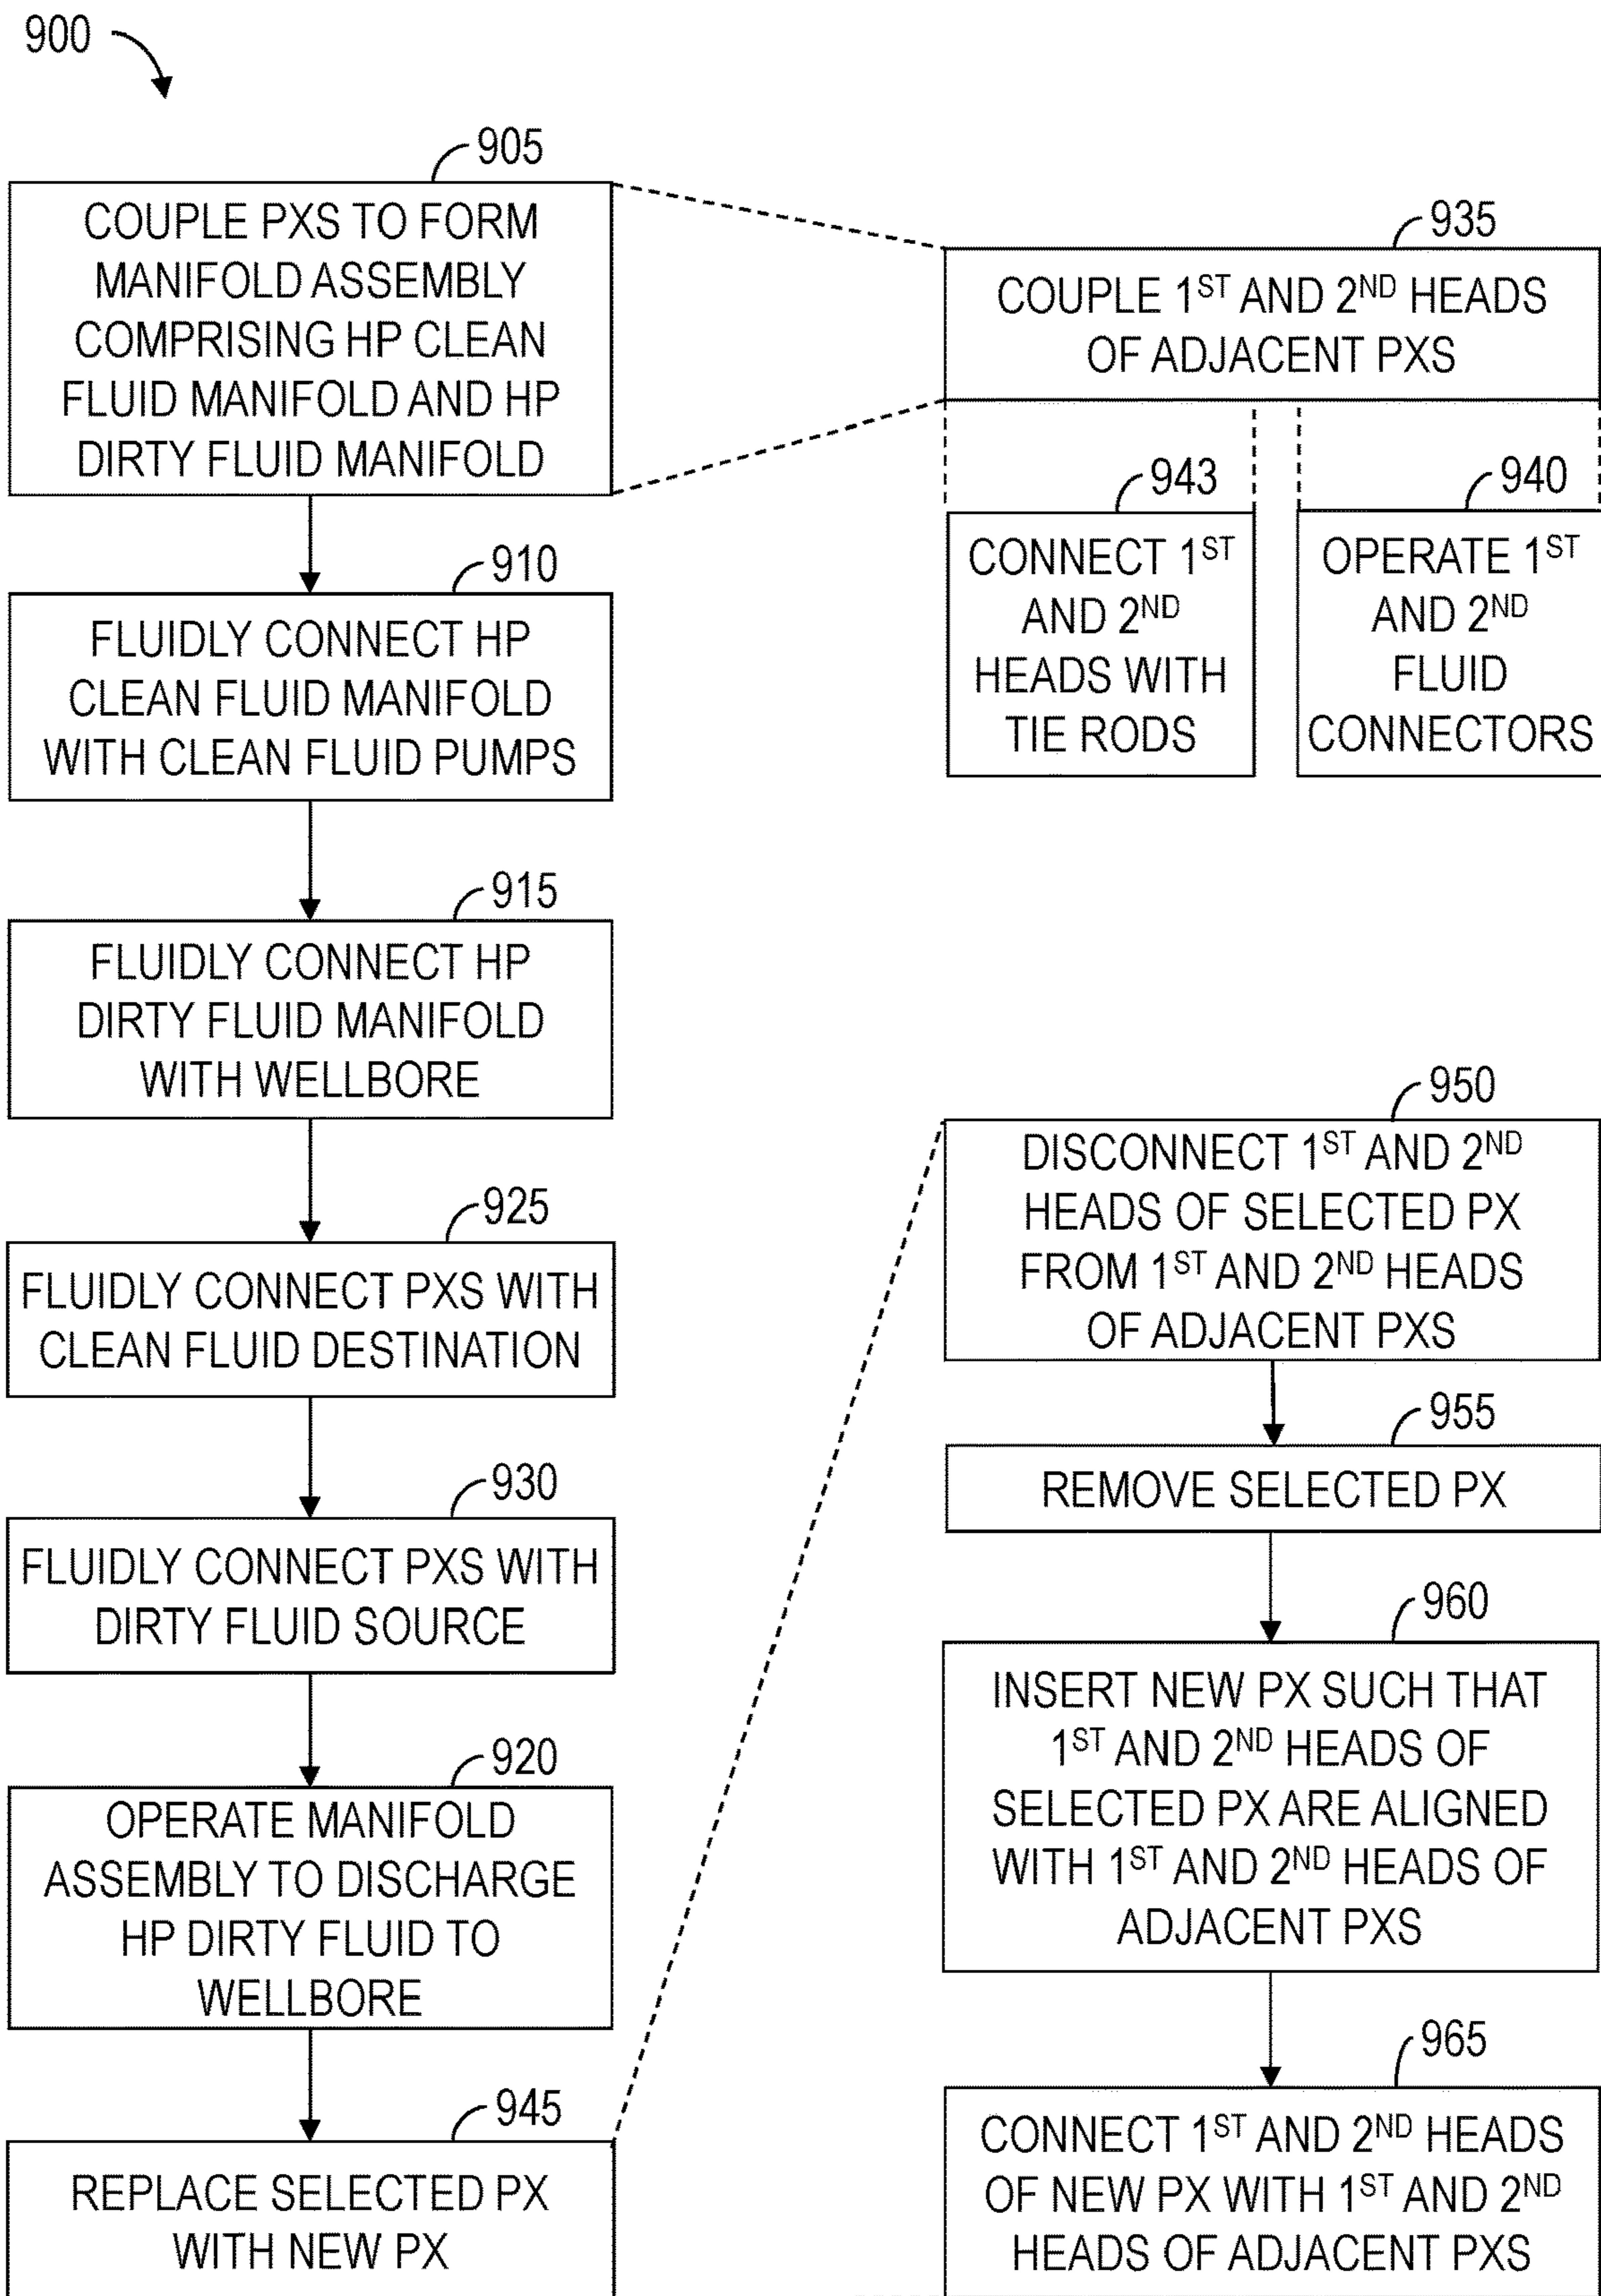 900
905
COUPLE PXS TO FORM
MANIFOLD ASSEMBLY
COMPRISING HP CLEAN
FLUID MANIFOLD AND HP
DIRTY FLUID MANIFOLD
910
FLUIDLY CONNECT HP
CLEAN FLUID MANIFOLD
WITH CLEAN FLUID PUMPS
915
FLUIDLY CONNECT HP
DIRTY FLUID MANIFOLD
WITH WELLBORE
925
FLUIDLY CONNECT PXS WITH
CLEAN FLUID DESTINATION
930
FLUIDLY CONNECT PXS WITH
DIRTY FLUID SOURCE
920
OPERATE MANIFOLD
ASSEMBLY TO DISCHARGE
HP DIRTY FLUID TO
WELLBORE
945
REPLACE SELECTED PX
WITH NEW PX
935
COUPLE 1ST AND 2ND HEADS
OF ADJACENT PXS
943
CONNECT 1ST
AND 2ND
HEADS WITH
TIE RODS
940
OPERATE 1ST
AND 2ND
FLUID
CONNECTORS
950
DISCONNECT 1ST AND 2ND
HEADS OF SELECTED PX
FROM 1ST AND 2ND HEADS
OF ADJACENT PXS
955
REMOVE SELECTED PX
960
INSERT NEW PX SUCH THAT
1ST AND 2ND HEADS OF
SELECTED PX ARE ALIGNED
WITH 1ST AND 2ND HEADS OF
ADJACENT PXS
965
CONNECT 1ST AND 2ND HEADS
OF NEW PX WITH 1ST AND 2ND
HEADS OF ADJACENT PXS